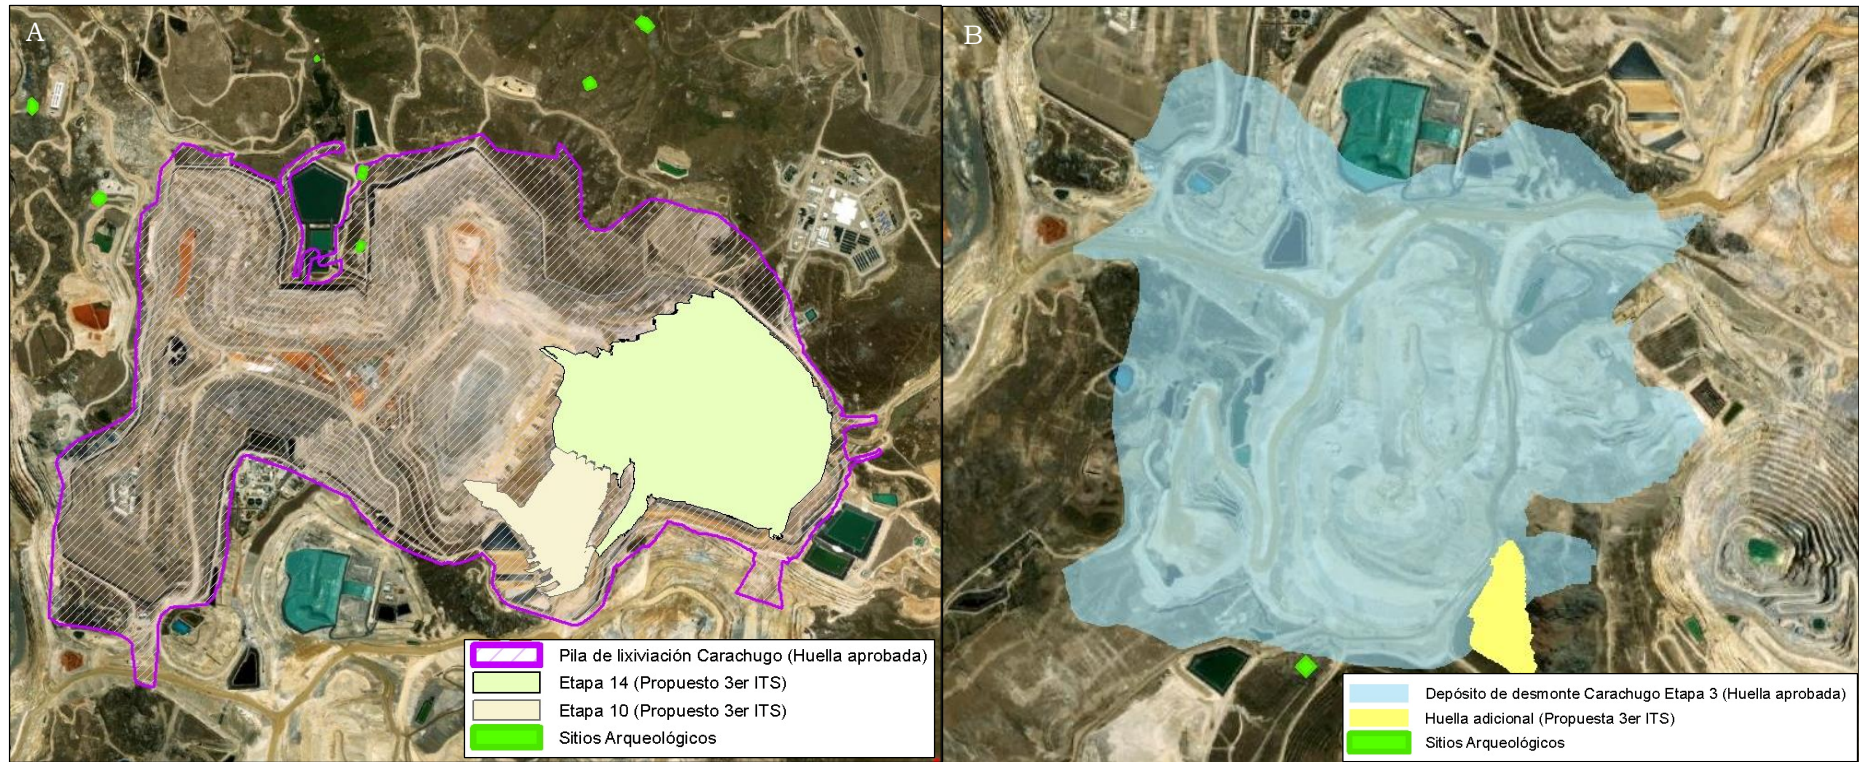 A
Pila de lixiviación Carachugo (Huella aprobada)
Etapa 14 (Propuesto 3er ITS)
Etapa 10 (Propuesto 3er ITS)
Sitios Arqueológicos
B
Depósito de desmonte Carachugo Etapa 3 (Huella aprobada)
Huella adicional (Propuesta 3er ITS)
Sitios Arqueológicos